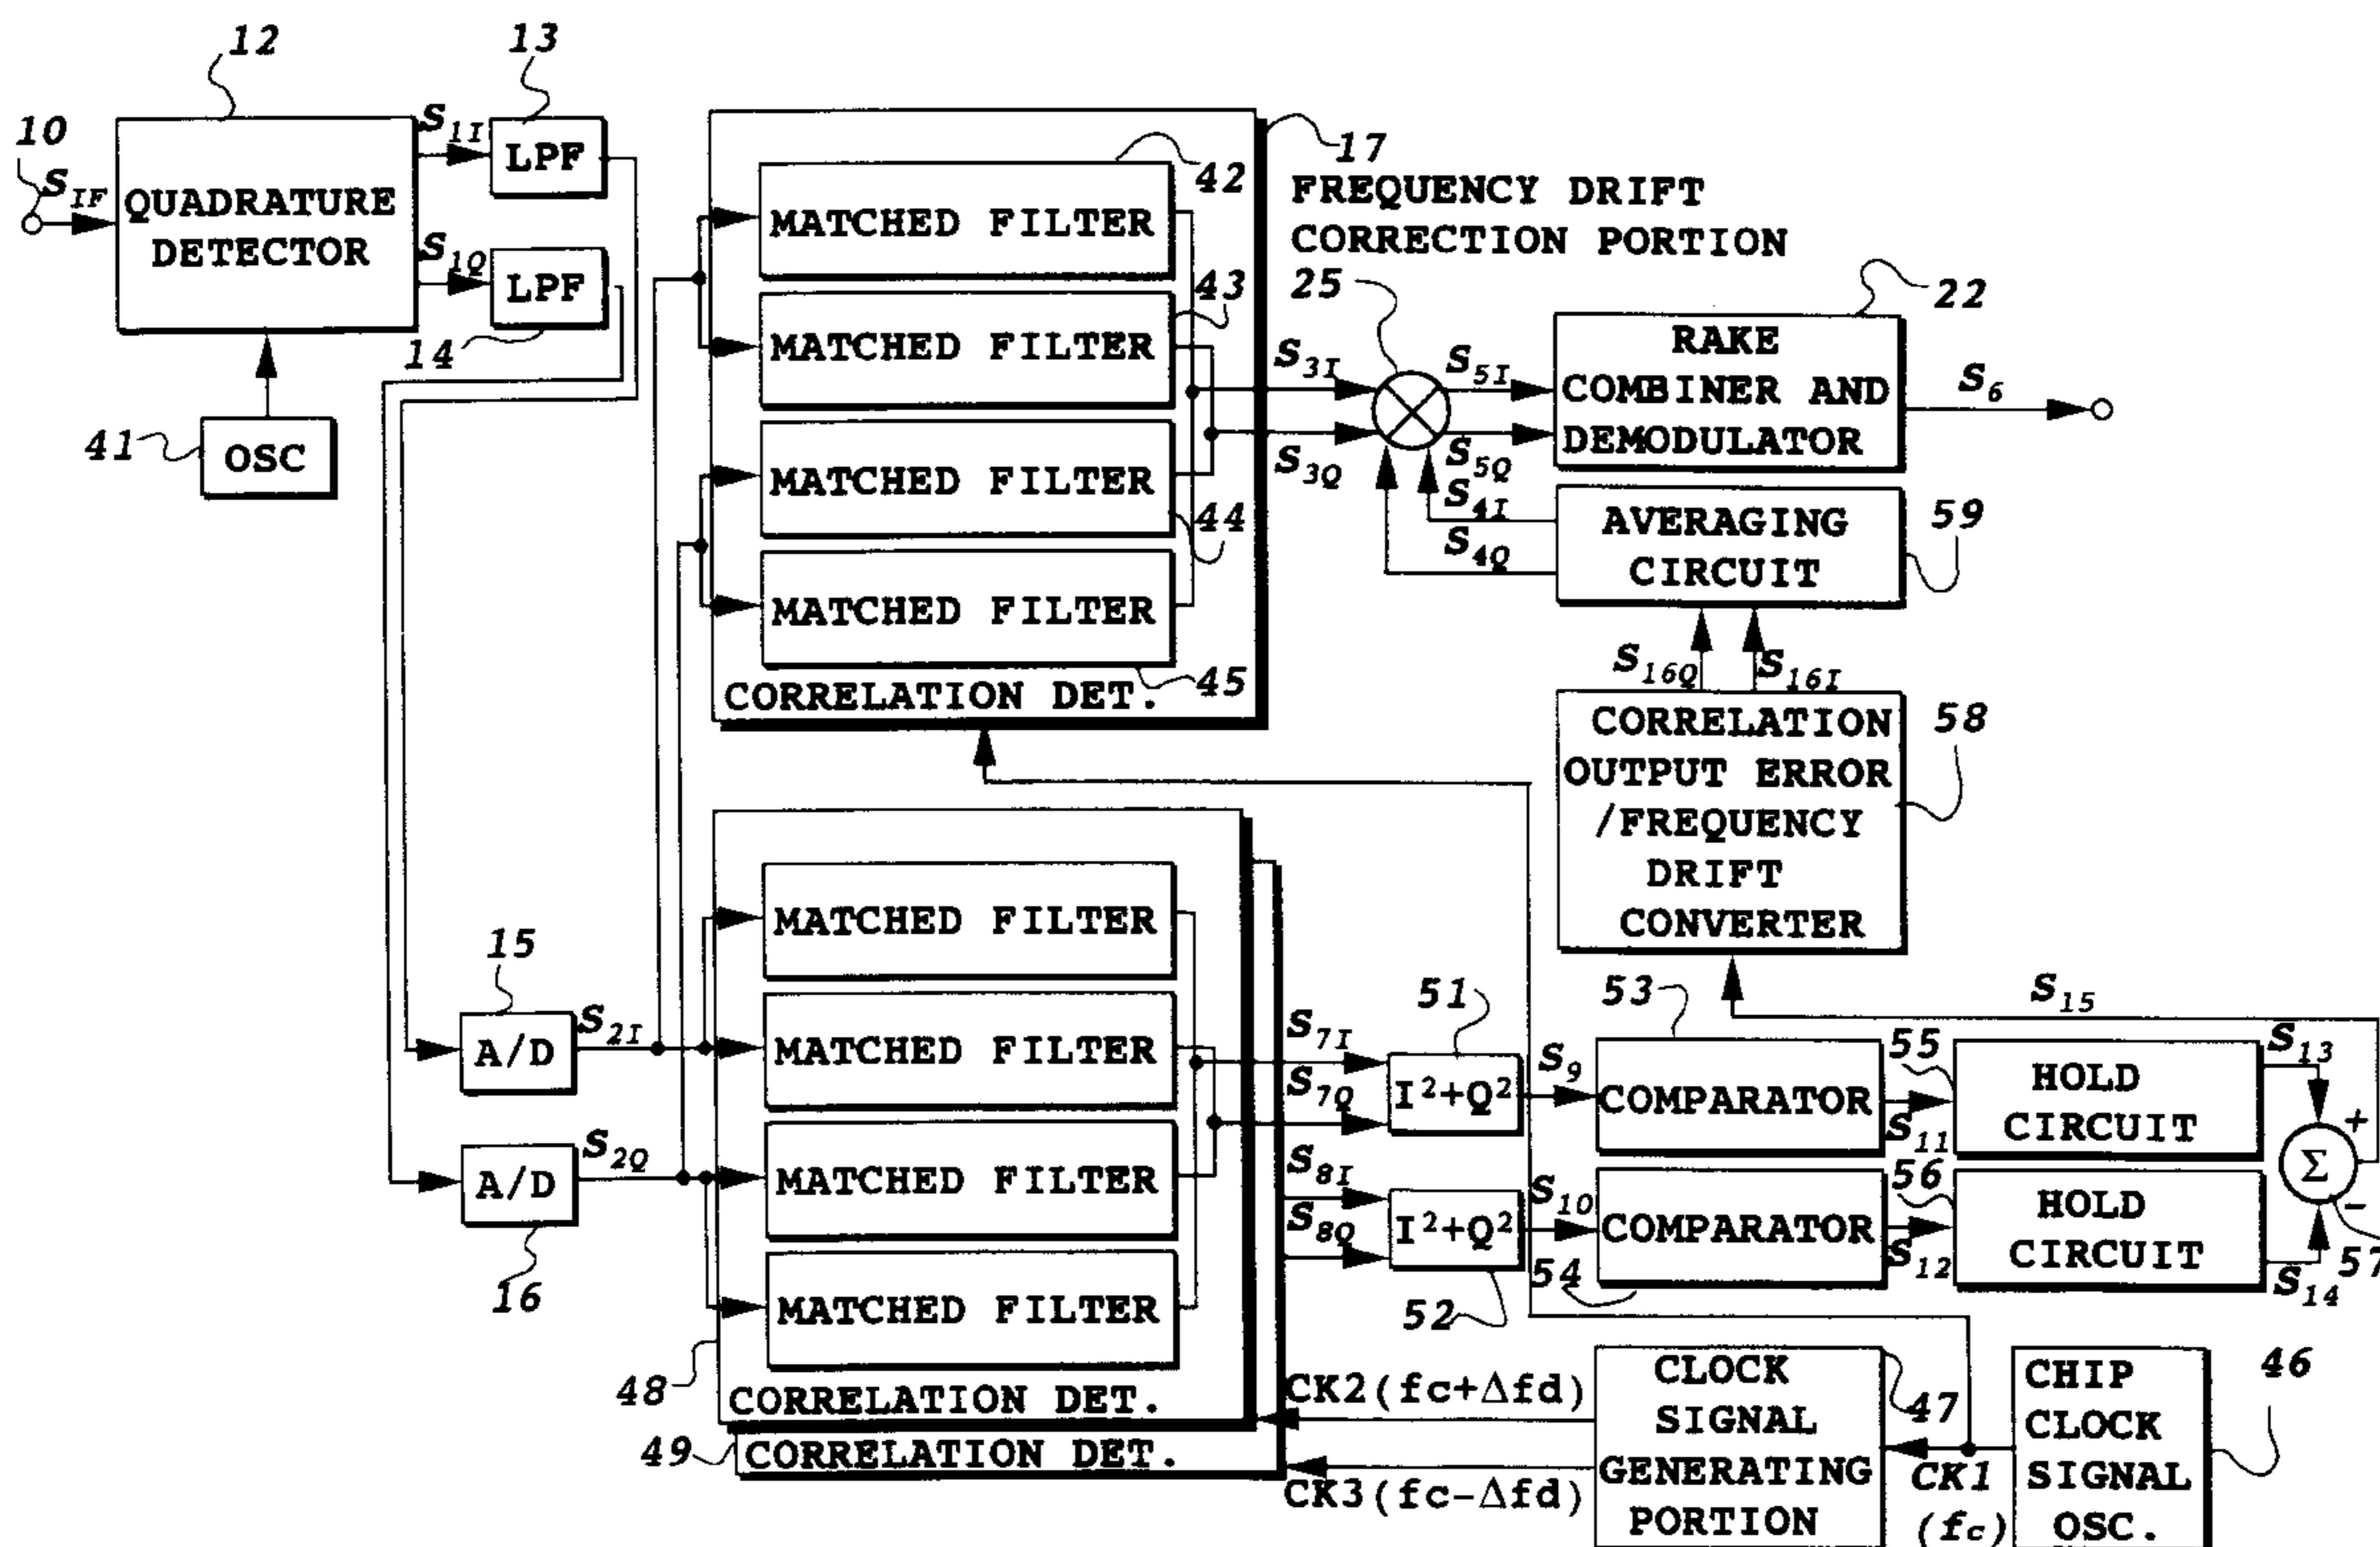 12
13
10
S1I
LPF
17
SIF
QUADRATURE
DETECTOR
42
MATCHED FILTER
FREQUENCY DRIFT
CORRECTION PORTION
S1Q
LPF
14
43
MATCHED FILTER
25
22
41
OSC
S3I
S5I
RAKE
COMBINER AND
DEMODULATOR
S6
MATCHED FILTER
44
S3Q
S5Q
S4I
S4Q
AVERAGING
CIRCUIT
59
MATCHED FILTER
45
CORRELATION DET.
S16Q
S16I
CORRELATION
OUTPUT ERROR
/FREQUENCY
DRIFT
CONVERTER
58
MATCHED FILTER
15
A/D
S2I
MATCHED FILTER
S7I
S7Q
51
I²+Q²
S9
53
COMPARATOR
55
S11
HOLD
CIRCUIT
S15
S13
+
Σ
−
57
16
A/D
S2Q
MATCHED FILTER
S8I
S8Q
I²+Q²
52
S10
COMPARATOR
54
56
S12
HOLD
CIRCUIT
S14
MATCHED FILTER
48
CORRELATION DET.
49
CORRELATION DET.
CK2(fc+Δfd)
CK3(fc-Δfd)
CLOCK
SIGNAL
GENERATING
PORTION
47
CK1
(fc)
CHIP
CLOCK
SIGNAL
OSC.
46